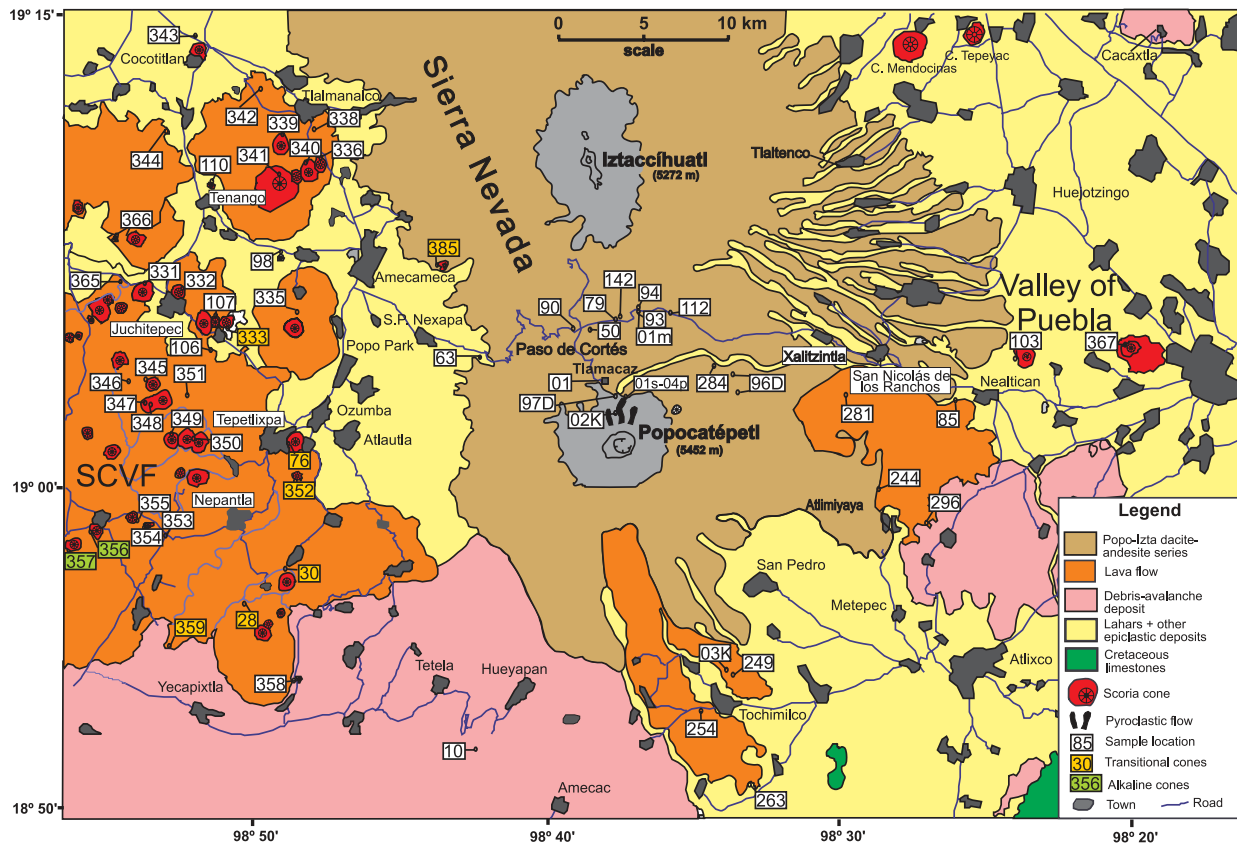 19° 15'
343
Cocotitlan
0 5 10 km
scale
C. Mendocinas
C. Tepeyac
Cacáxtla
Sierra Nevada
342
Tlalmanalco
339
338
344
110
341
340
336
Tenango
Iztaccíhuatl
(5272 m)
Tlaltenco
Huejotzingo
366
98
385
Amecameca
365
331
332
107
335
142
94
90
79
112
93
50
01m
Valley of
Puebla
Juchitepec
S.P. Nexapa
333
106
Popo Park
63
Paso de Cortés
Xalitzintla
103
367
Tlamacaz
345
346
351
01
01s-04p
284
96D
San Nicolás de
los Ranchos
Nealtican
347
97D
348
349
Tepetlixpa
Ozumba
02K
281
85
350
Atlautla
Popocatépetl
(5452 m)
76
SCVF
352
19° 00'
244
355
Nepantla
353
Atlimiyaya
296
354
356
357
Legend
Popo-Izta dacite-
andesite series
Lava flow
Debris-avalanche
deposit
Lahars + other
epiclastic deposits
Cretaceous
limestones
Scoria cone
Pyroclastic flow
85 Sample location
30 Transitional cones
356 Alkaline cones
Town Road
30
San Pedro
Metepec
28
359
03K
249
Atlixco
Tetela
Hueyapan
358
Yecapixtla
Tochimilco
254
10
Amecac
263
18° 50'
98° 50' 98° 40' 98° 30' 98° 20'